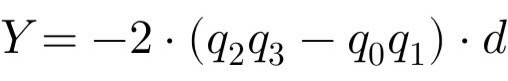 Y = −2 · (q₂q₃ − q₀q₁) · d